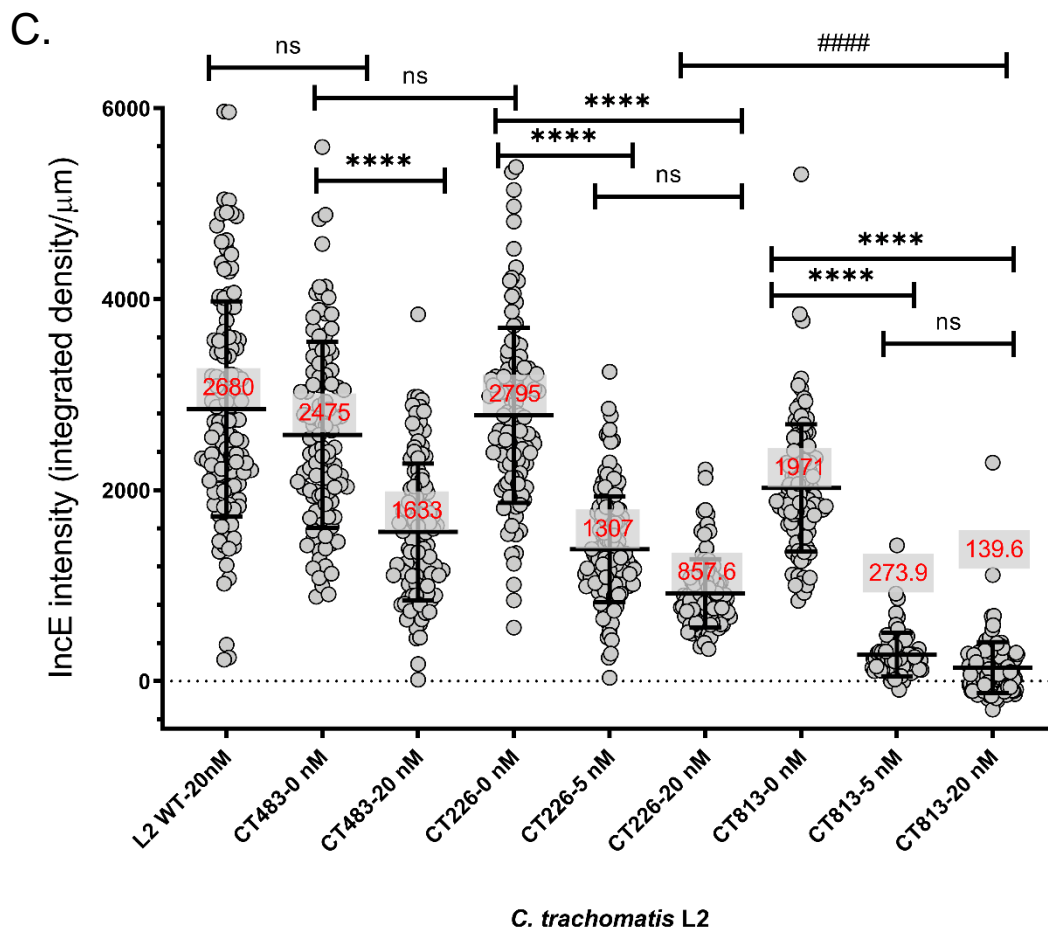 C.
ns
####
ns
****
****
****
ns
****
****
ns
IncE intensity (integrated density/μm)
6000
4000
2000
0
2680
2475
1633
2795
1307
857.6
1971
273.9
139.6
L2 WT-20nM
CT483-0 nM
CT483-20 nM
CT226-0 nM
CT226-5 nM
CT226-20 nM
CT813-0 nM
CT813-5 nM
CT813-20 nM
C. trachomatis L2